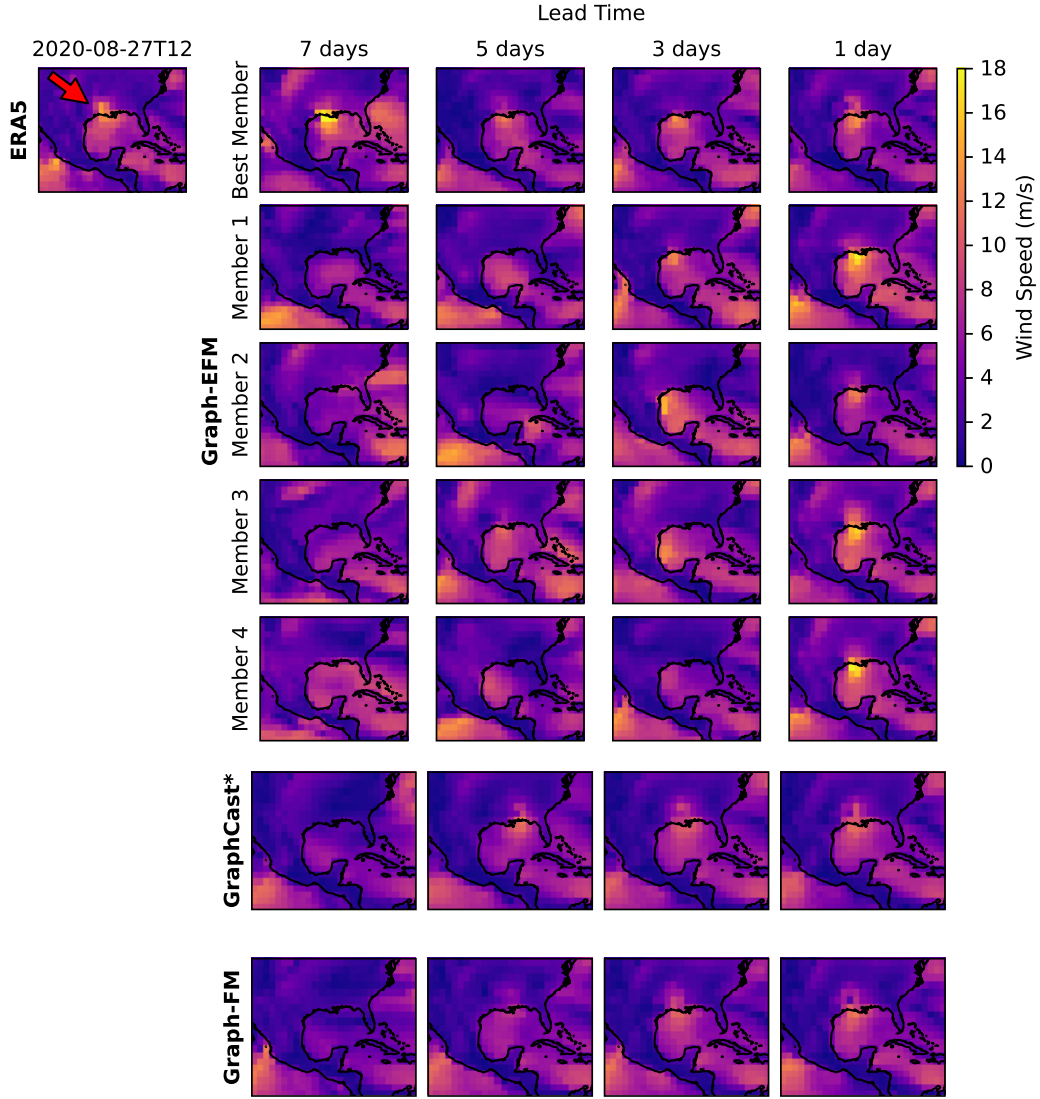 Lead Time
2020-08-27T12
7 days
5 days
3 days
1 day
ERA5
Graph-EFM
Best Member
Member 1
Member 2
Member 3
Member 4
GraphCast*
Graph-FM
18
16
14
12
10
8
6
4
2
0
Wind Speed (m/s)